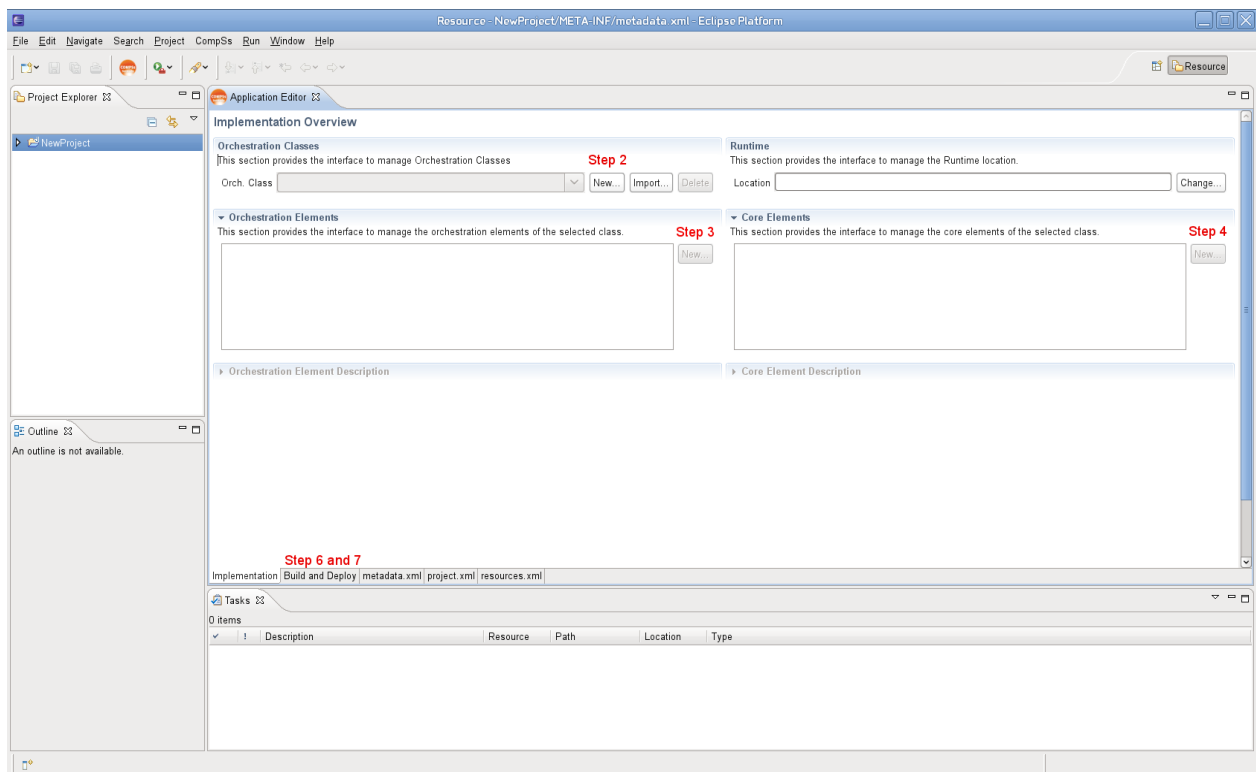 Resource - NewProject/META-INF/metadata.xml - Eclipse Platform
File Edit Navigate Search Project CompSs Run Window Help
Resource
Project Explorer
NewProject
Application Editor
Implementation Overview
Orchestration Classes
This section provides the interface to manage Orchestration Classes
Step 2
Orch. Class
New...
Import...
Delete
Runtime
This section provides the interface to manage the Runtime location.
Location
Change...
Orchestration Elements
This section provides the interface to manage the orchestration elements of the selected class.
Step 3
New...
Core Elements
This section provides the interface to manage the core elements of the selected class.
Step 4
New...
Orchestration Element Description
Core Element Description
Outline
An outline is not available.
Step 6 and 7
Implementation Build and Deploy metadata.xml project.xml resources.xml
Tasks
0 items
! Description Resource Path Location Type